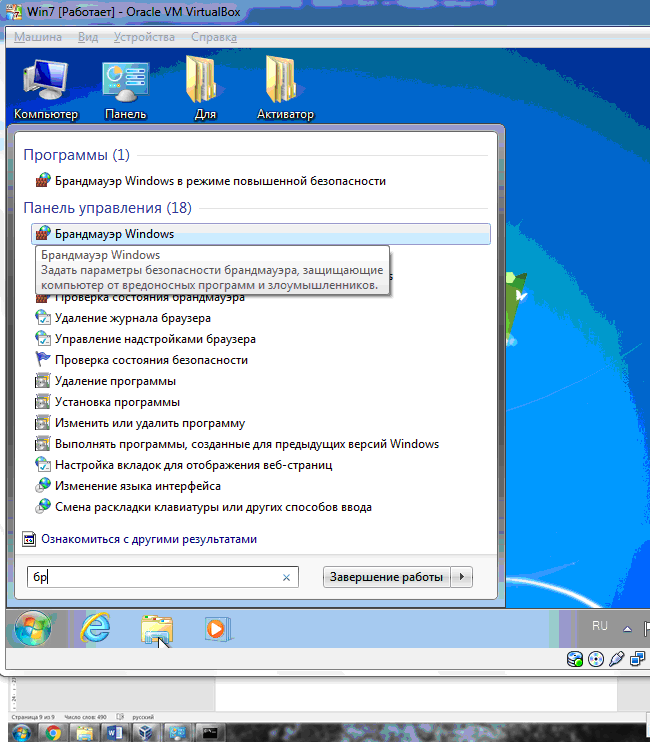 Win7 [Работает] - Oracle VM VirtualBox
Машина Вид Устройства Справка
Компьютер Панель Для Активатор
Программы (1)
Брандмауэр Windows в режиме повышенной безопасности
Панель управления (18)
Брандмауэр Windows
Брандмауэр Windows
Задать параметры безопасности брандмауэра, защищающие
компьютер от вредоносных программ и злоумышленников.
Проверка состояния брандмауэра
Удаление журнала браузера
Управление надстройками браузера
Проверка состояния безопасности
Удаление программы
Установка программы
Изменить или удалить программу
Выполнять программы, созданные для предыдущих версий Windows
Настройка вкладок для отображения веб-страниц
Изменение языка интерфейса
Смена раскладки клавиатуры или других способов ввода
Ознакомиться с другими результатами
бр
Завершение работы
RU
Страница 9 из 9 Число слов: 490 русский